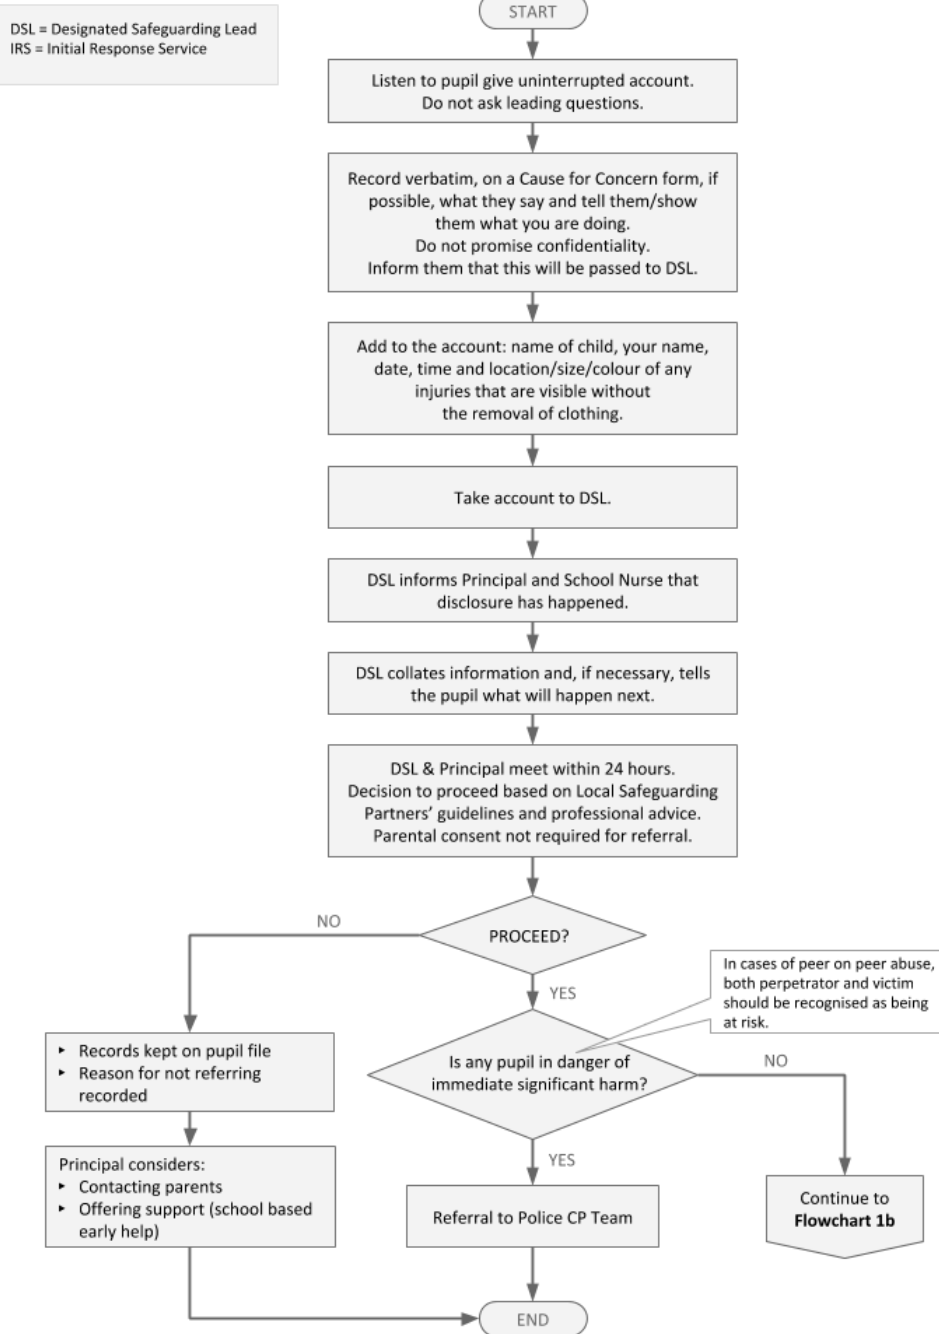 DSL = Designated Safeguarding Lead
IRS = Initial Response Service
START
Listen to pupil give uninterrupted account.
Do not ask leading questions.
Record verbatim, on a Cause for Concern form, if
possible, what they say and tell them/show
them what you are doing.
Do not promise confidentiality.
Inform them that this will be passed to DSL.
Add to the account: name of child, your name,
date, time and location/size/colour of any
injuries that are visible without
the removal of clothing.
Take account to DSL.
DSL informs Principal and School Nurse that
disclosure has happened.
DSL collates information and, if necessary, tells
the pupil what will happen next.
DSL & Principal meet within 24 hours.
Decision to proceed based on Local Safeguarding
Partners’ guidelines and professional advice.
Parental consent not required for referral.
PROCEED?
NO
YES
‣ Records kept on pupil file
‣ Reason for not referring
recorded
Principal considers:
‣ Contacting parents
‣ Offering support (school based
early help)
In cases of peer on peer abuse,
both perpetrator and victim
should be recognised as being
at risk.
Is any pupil in danger of
immediate significant harm?
NO
YES
Referral to Police CP Team
Continue to
Flowchart 1b
END